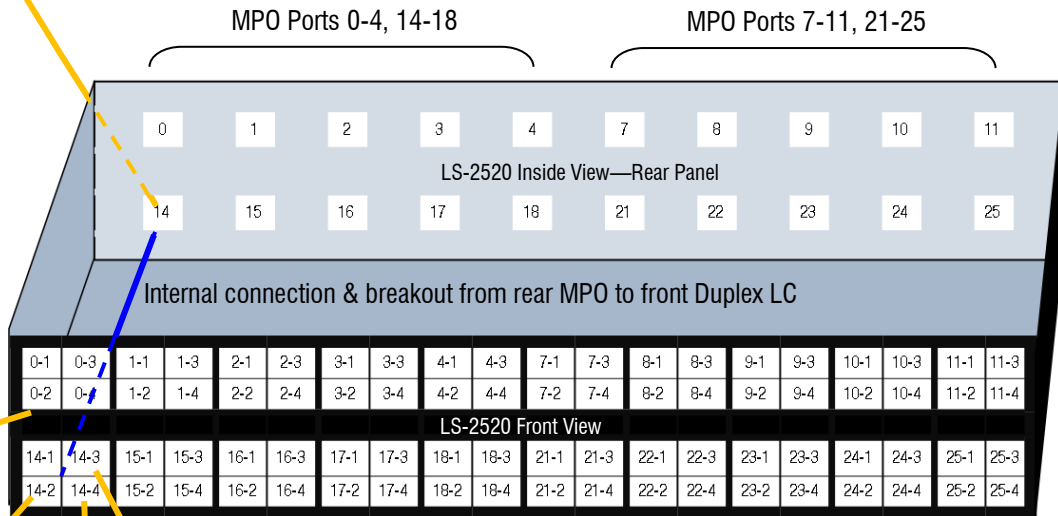 MPO Ports 0-4, 14-18 MPO Ports 7-11, 21-25
0 1 2 3 4 7 8 9 10 11
LS-2520 Inside View—Rear Panel
14 15 16 17 18 21 22 23 24 25
Internal connection & breakout from rear MPO to front Duplex LC
0-1 0-3 1-1 1-3 2-1 2-3 3-1 3-3 4-1 4-3 7-1 7-3 8-1 8-3 9-1 9-3 10-1 10-3 11-1 11-3
0-2 0-4 1-2 1-4 2-2 2-4 3-2 3-4 4-2 4-4 7-2 7-4 8-2 8-4 9-2 9-4 10-2 10-4 11-2 11-4
LS-2520 Front View
14-1 14-3 15-1 15-3 16-1 16-3 17-1 17-3 18-1 18-3 21-1 21-3 22-1 22-3 23-1 23-3 24-1 24-3 25-1 25-3
14-2 14-4 15-2 15-4 16-2 16-4 17-2 17-4 18-2 18-4 21-2 21-4 22-2 22-4 23-2 23-4 24-2 24-4 25-2 25-4